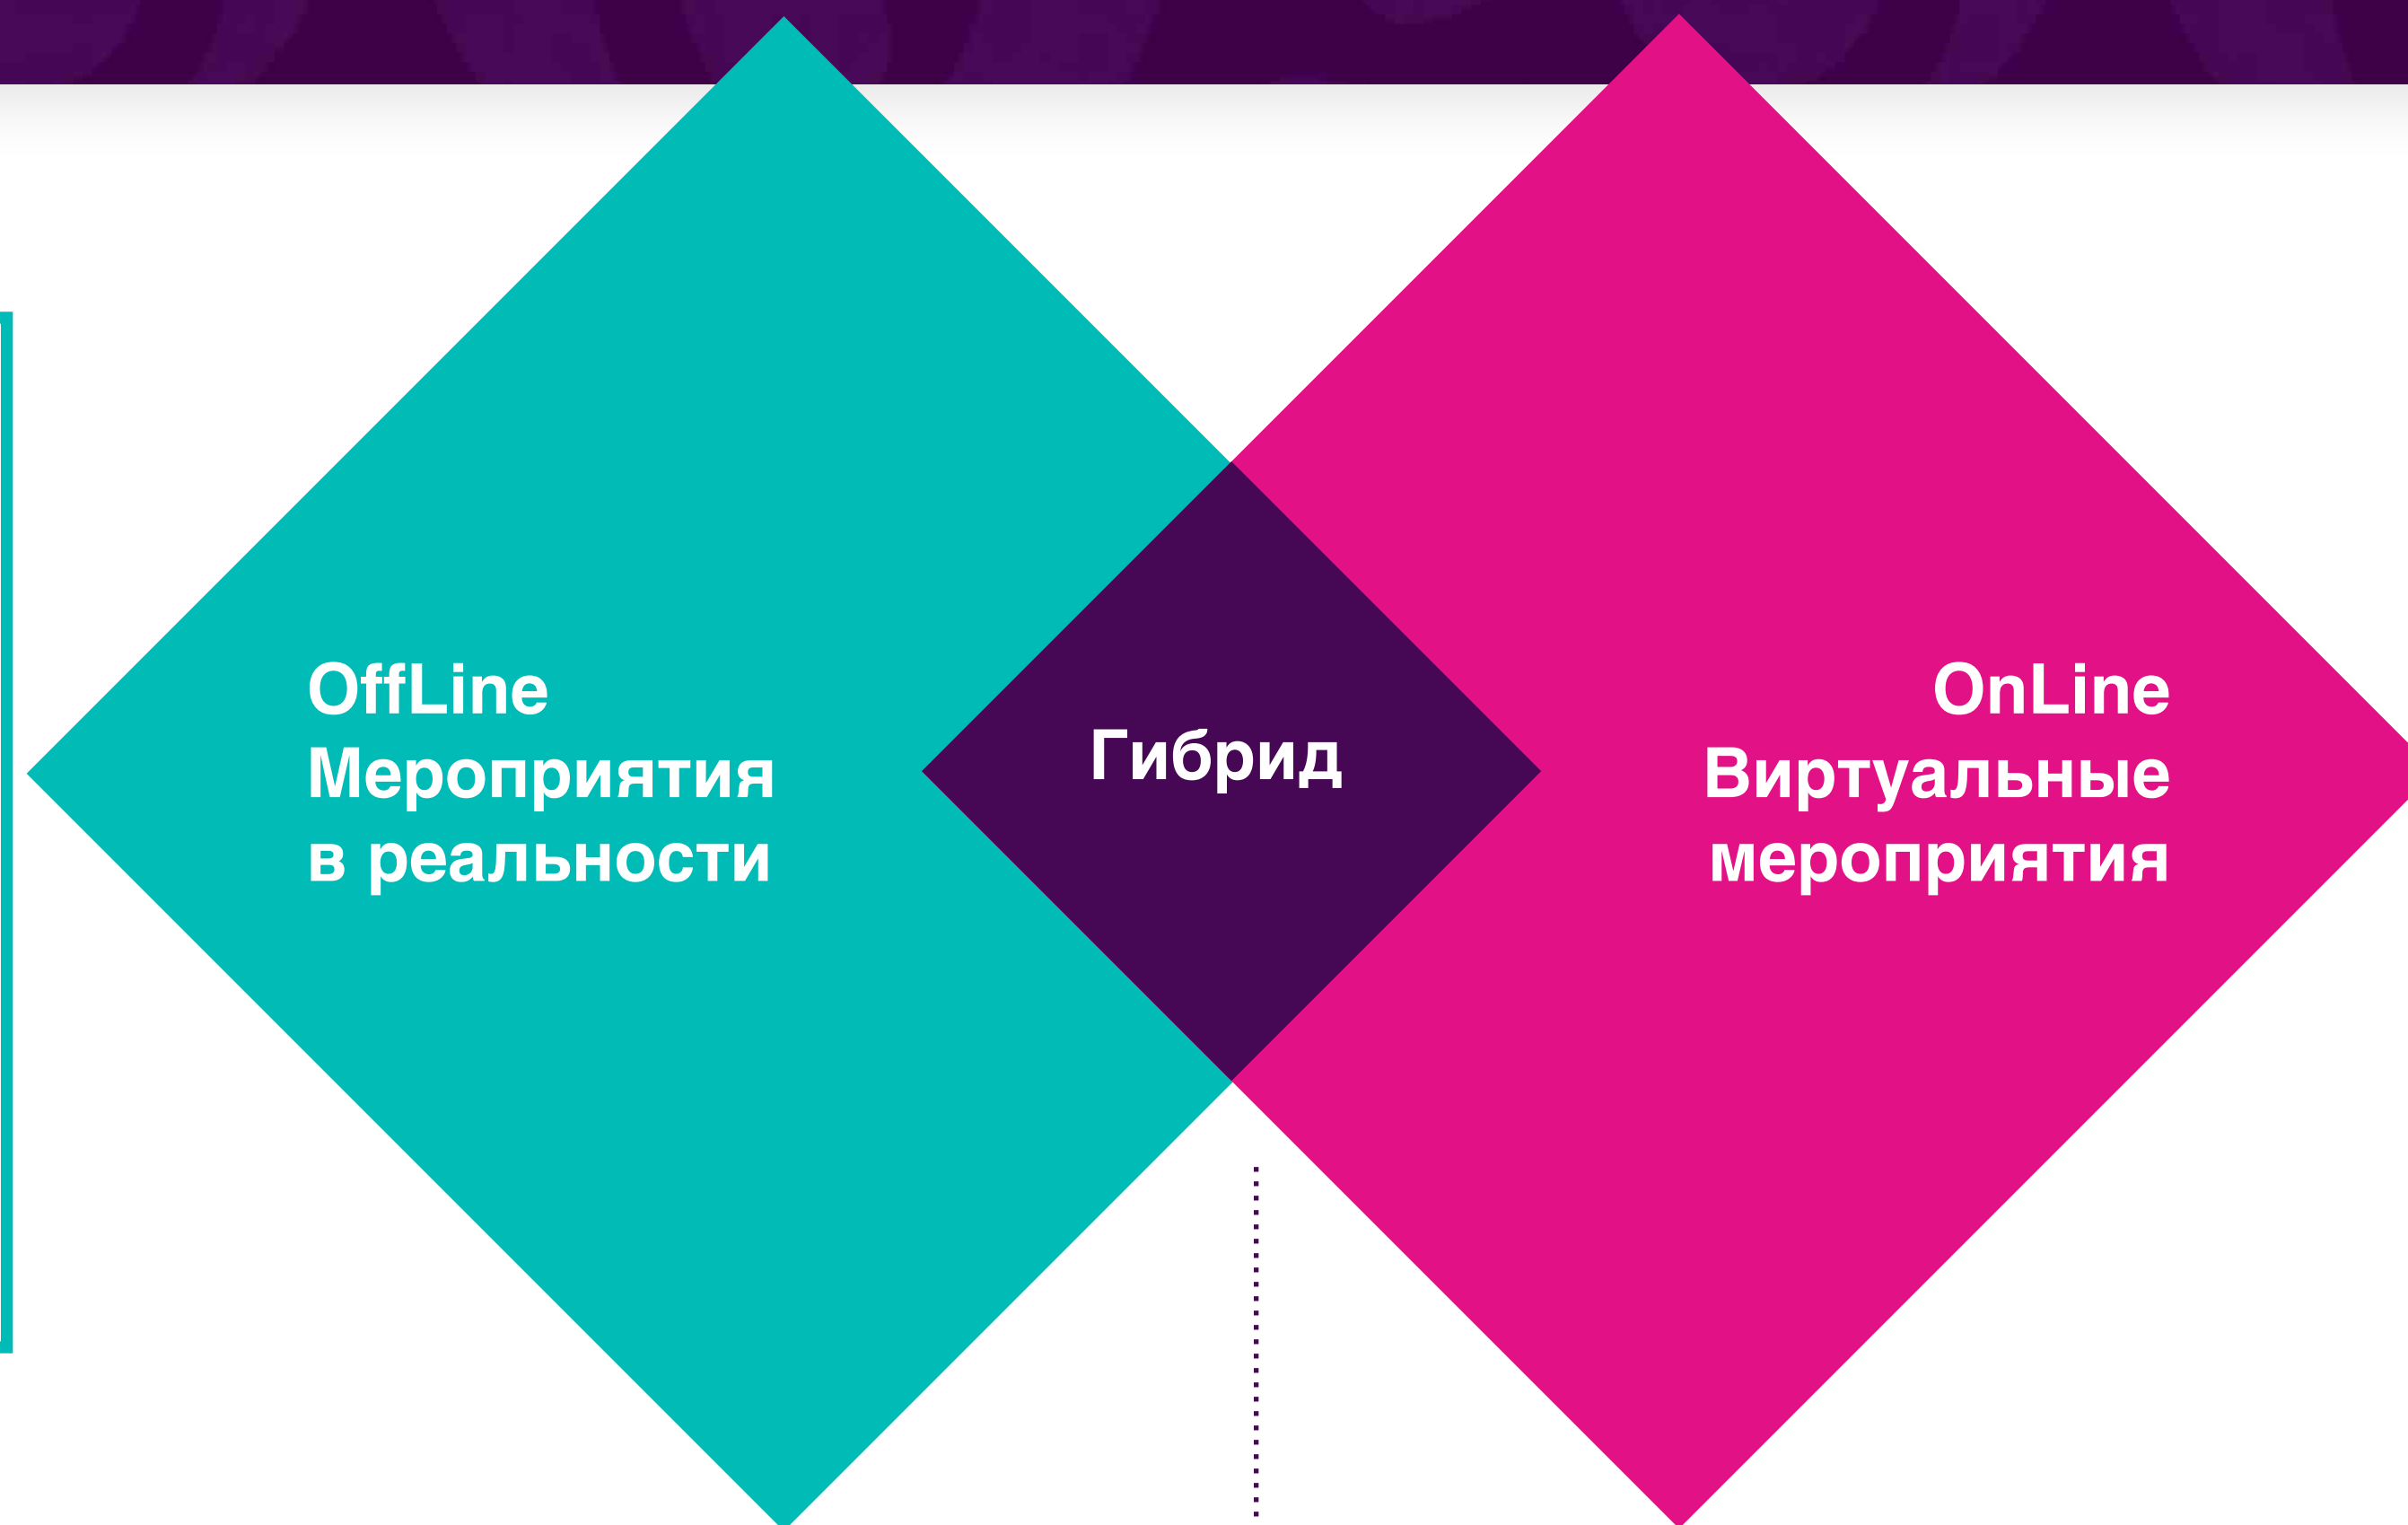 OffLine
Мероприятия
в реальности
Гибрид
OnLine
Виртуальные
мероприятия